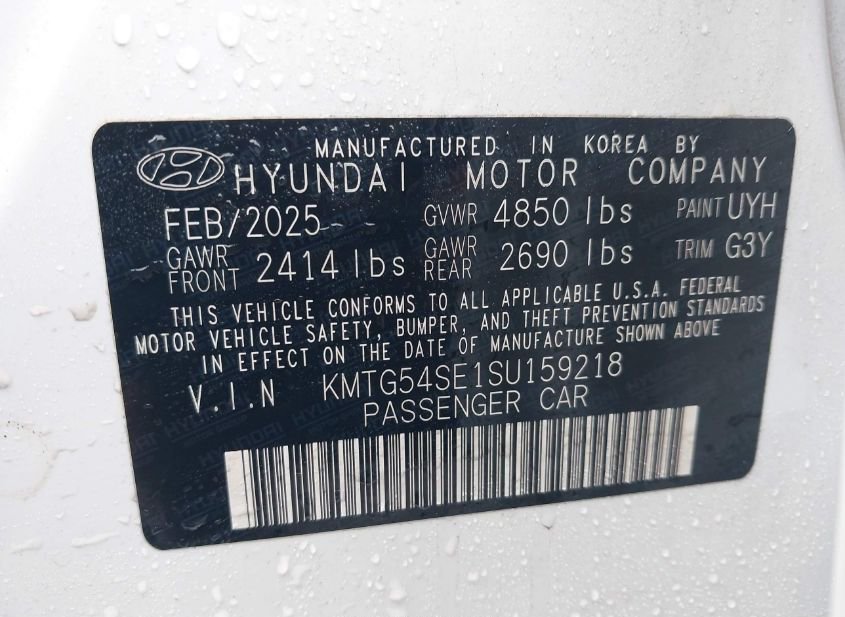 MANUFACTURED IN KOREA BY
HYUNDAI MOTOR COMPANY
FEB/2025 GVWR 4850 lbs PAINT UYH
GAWR FRONT 2414 lbs GAWR REAR 2690 lbs TRIM G3Y
THIS VEHICLE CONFORMS TO ALL APPLICABLE U.S.A. FEDERAL
MOTOR VEHICLE SAFETY, BUMPER, AND THEFT PREVENTION STANDARDS
IN EFFECT ON THE DATE OF MANUFACTURE SHOWN ABOVE
V.I.N KMTG54SE1SU159218
PASSENGER CAR